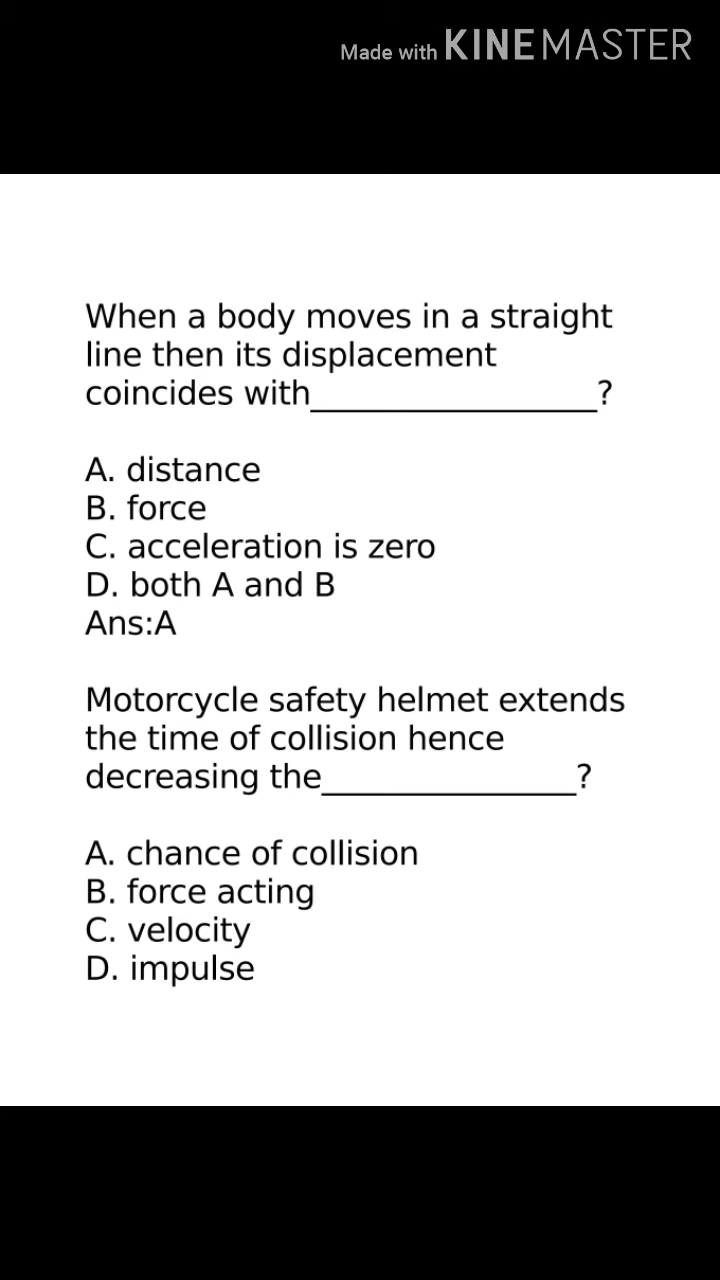 Made with KINEMASTER
When a body moves in a straight
line then its displacement
coincides with_________________?
A. distance
B. force
C. acceleration is zero
D. both A and B
Ans:A
Motorcycle safety helmet extends
the time of collision hence
decreasing the_______________?
A. chance of collision
B. force acting
C. velocity
D. impulse